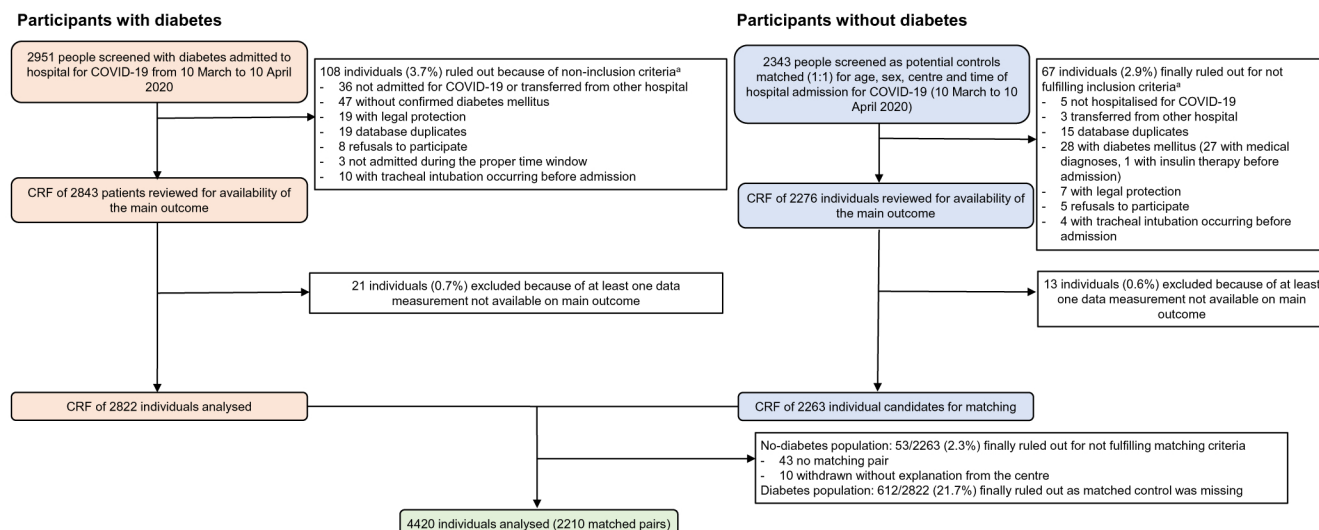 Participants with diabetes
2951 people screened with diabetes admitted to
hospital for COVID-19 from 10 March to 10 April
2020
108 individuals (3.7%) ruled out because of non-inclusion criteriaᵃ
- 36 not admitted for COVID-19 or transferred from other hospital
- 47 without confirmed diabetes mellitus
- 19 with legal protection
- 19 database duplicates
- 8 refusals to participate
- 3 not admitted during the proper time window
- 10 with tracheal intubation occurring before admission
CRF of 2843 patients reviewed for availability of
the main outcome
21 individuals (0.7%) excluded because of at least one data
measurement not available on main outcome
CRF of 2822 individuals analysed
Participants without diabetes
2343 people screened as potential controls
matched (1:1) for age, sex, centre and time of
hospital admission for COVID-19 (10 March to 10
April 2020)
67 individuals (2.9%) finally ruled out for not
fulfilling inclusion criteriaᵃ
- 5 not hospitalised for COVID-19
- 3 transferred from other hospital
- 15 database duplicates
- 28 with diabetes mellitus (27 with medical
diagnoses, 1 with insulin therapy before
admission)
- 7 with legal protection
- 5 refusals to participate
- 4 with tracheal intubation occurring before
admission
CRF of 2276 individuals reviewed for availability of
the main outcome
13 individuals (0.6%) excluded because of at least
one data measurement not available on main
outcome
CRF of 2263 individual candidates for matching
No-diabetes population: 53/2263 (2.3%) finally ruled out for not fulfilling matching criteria
- 43 no matching pair
- 10 withdrawn without explanation from the centre
Diabetes population: 612/2822 (21.7%) finally ruled out as matched control was missing
4420 individuals analysed (2210 matched pairs)